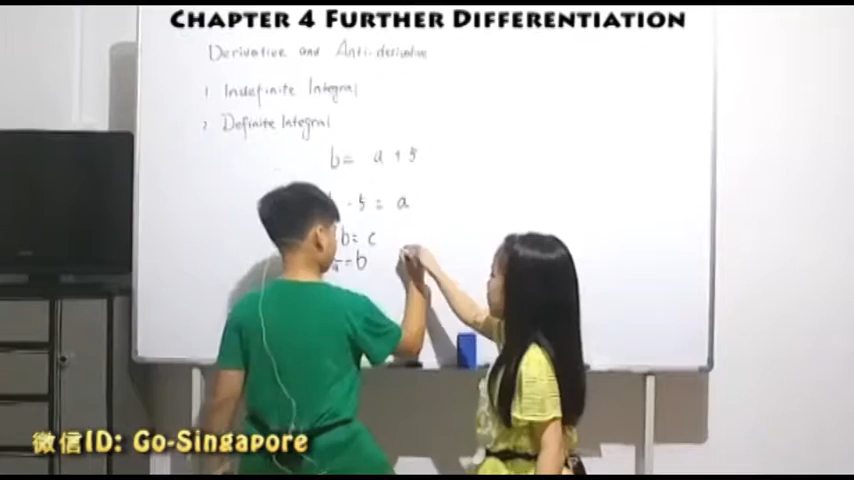 CHAPTER 4 FURTHER DIFFERENTIATION
Derivative and Anti-derivative
1 Indefinite Integral
2 Definite Integral
b = a + 5
- 5 = a
b = c
= b
微信ID: Go-Singapore